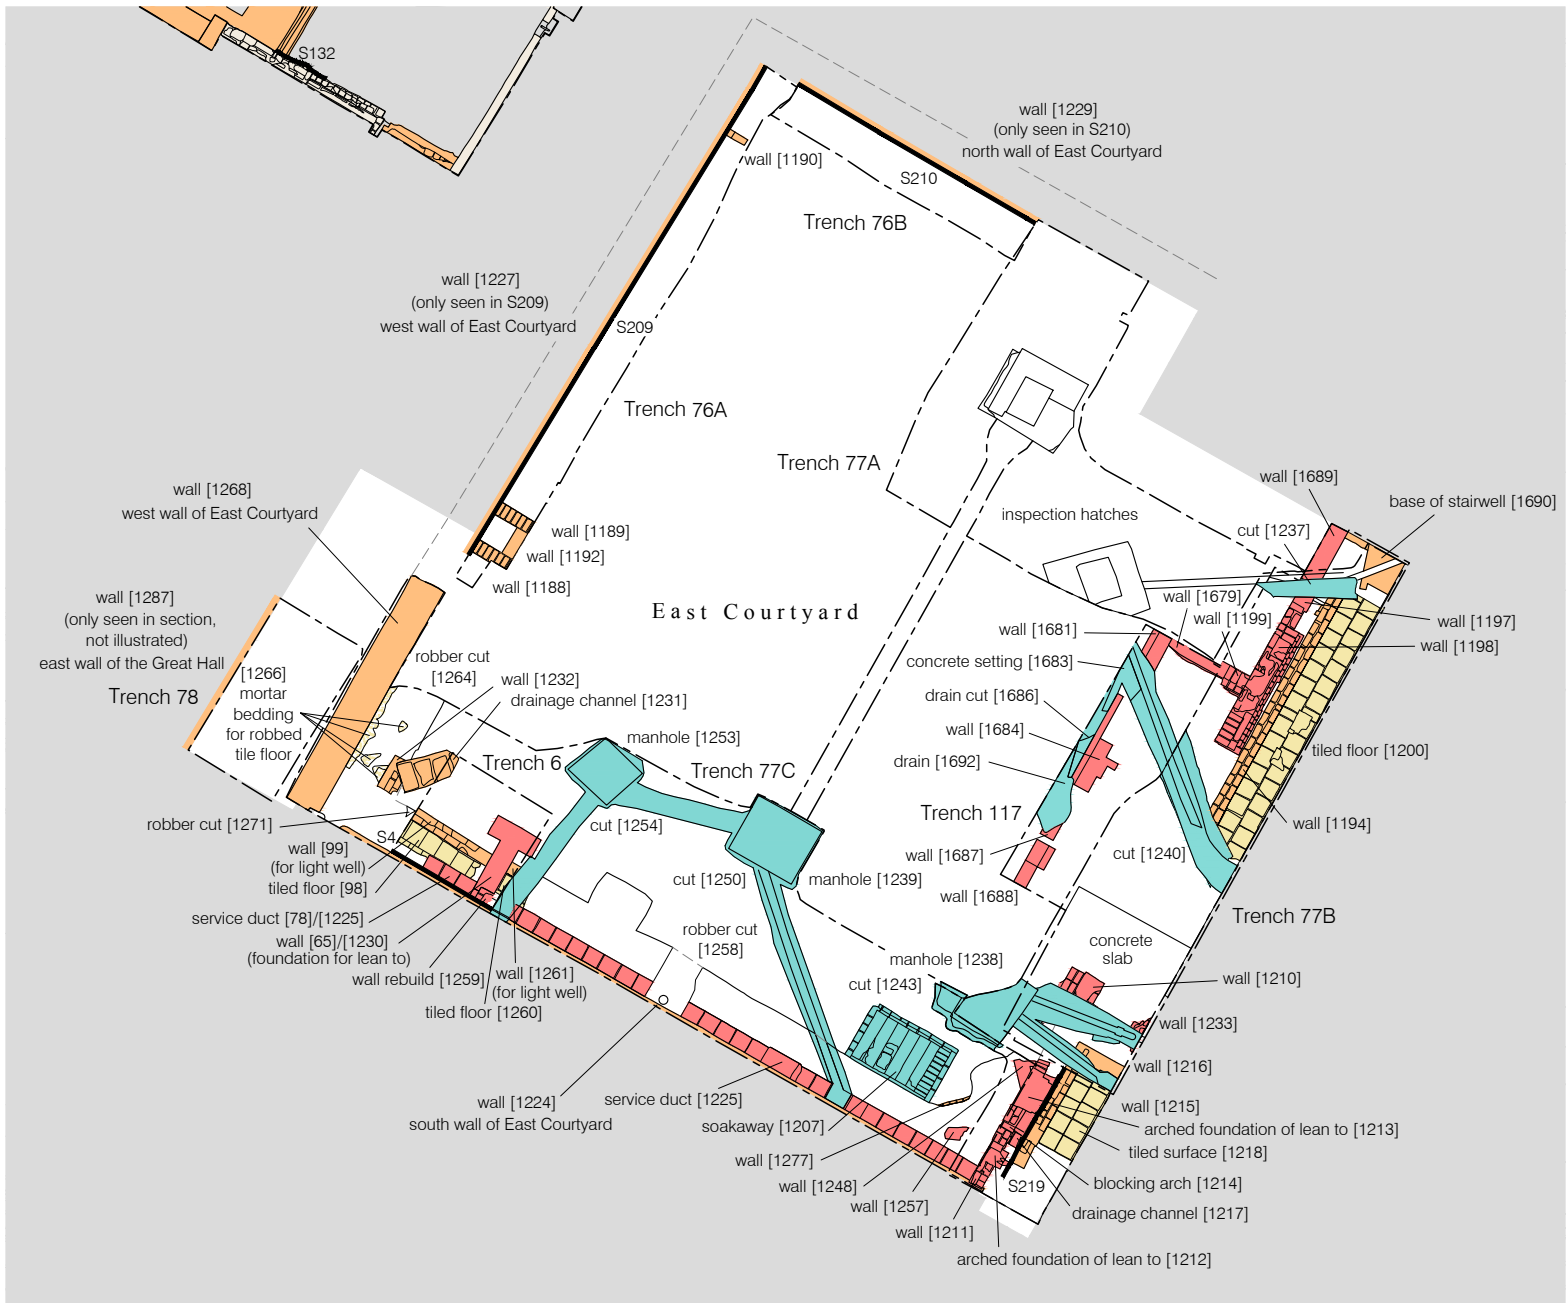 S132
wall [1229]
(only seen in S210)
north wall of East Courtyard
wall [1190]
S210
Trench 76B
wall [1227]
(only seen in S209)
west wall of East Courtyard
S209
Trench 76A
Trench 77A
wall [1268]
west wall of East Courtyard
wall [1689]
base of stairwell [1690]
inspection hatches
cut [1237]
wall [1189]
wall [1192]
wall [1188]
wall [1287]
(only seen in section,
not illustrated)
east wall of the Great Hall
Trench 78
East Courtyard
wall [1679]
wall [1199]
wall [1197]
wall [1198]
wall [1681]
concrete setting [1683]
drain cut [1686]
wall [1684]
drain [1692]
tiled floor [1200]
[1266]
mortar
bedding
for robbed
tile floor
robber cut
[1264]
wall [1232]
drainage channel [1231]
manhole [1253]
Trench 6
Trench 77C
Trench 117
wall [1194]
robber cut [1271]
S4
cut [1254]
wall [99]
(for light well)
tiled floor [98]
wall [1687]
cut [1240]
cut [1250]
manhole [1239]
wall [1688]
service duct [78]/[1225]
wall [65]/[1230]
(foundation for lean to)
wall rebuild [1259]
wall [1261]
(for light well)
tiled floor [1260]
robber cut
[1258]
Trench 77B
concrete
slab
manhole [1238]
cut [1243]
wall [1210]
wall [1233]
wall [1216]
wall [1224]
south wall of East Courtyard
service duct [1225]
soakaway [1207]
wall [1215]
arched foundation of lean to [1213]
tiled surface [1218]
wall [1277]
wall [1248]
blocking arch [1214]
S219
wall [1257]
drainage channel [1217]
wall [1211]
arched foundation of lean to [1212]